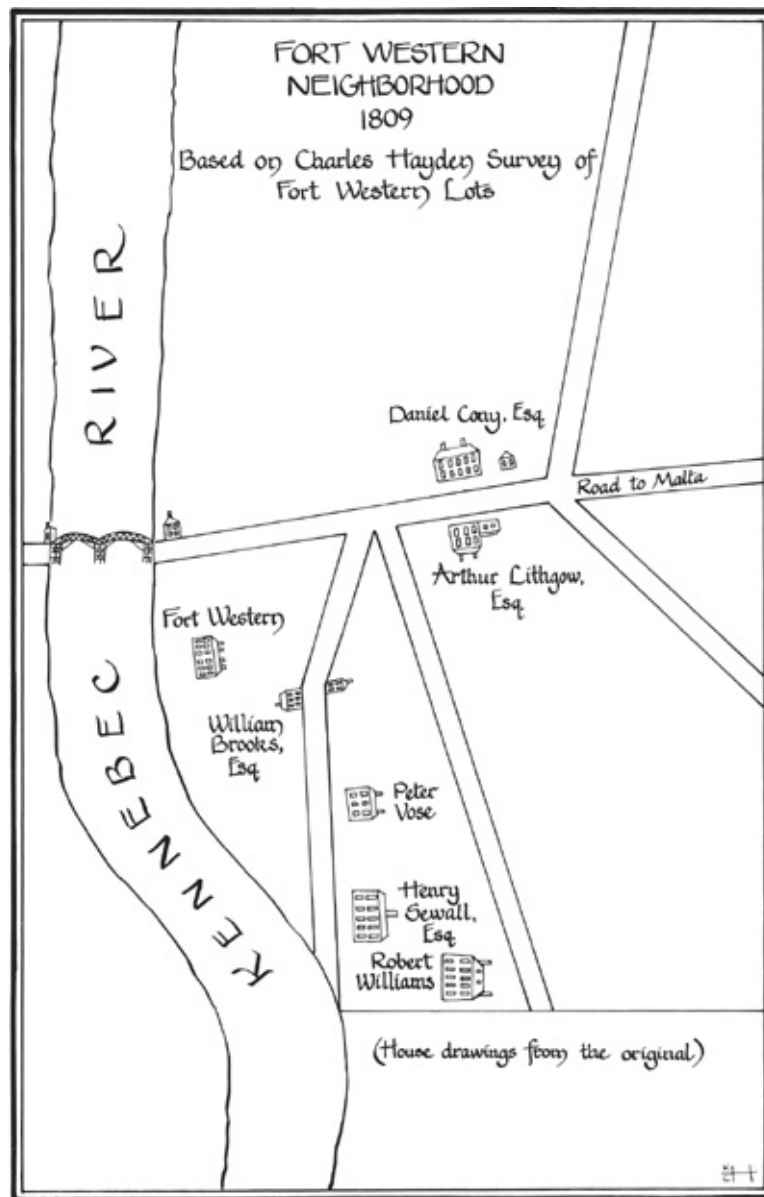 FORT WESTERN
NEIGHBORHOOD
1809
Based on Charles Hayden Survey of
Fort Western Lots
RIVER
Daniel Cony, Esq.
Road to Malta
Arthur Lithgow,
Esq.
Fort Western
William
Brooks,
Esq.
KENNEBEC
Peter
Vose
Henry
Sewall,
Esq.
Robert
Williams
(House drawings from the original)